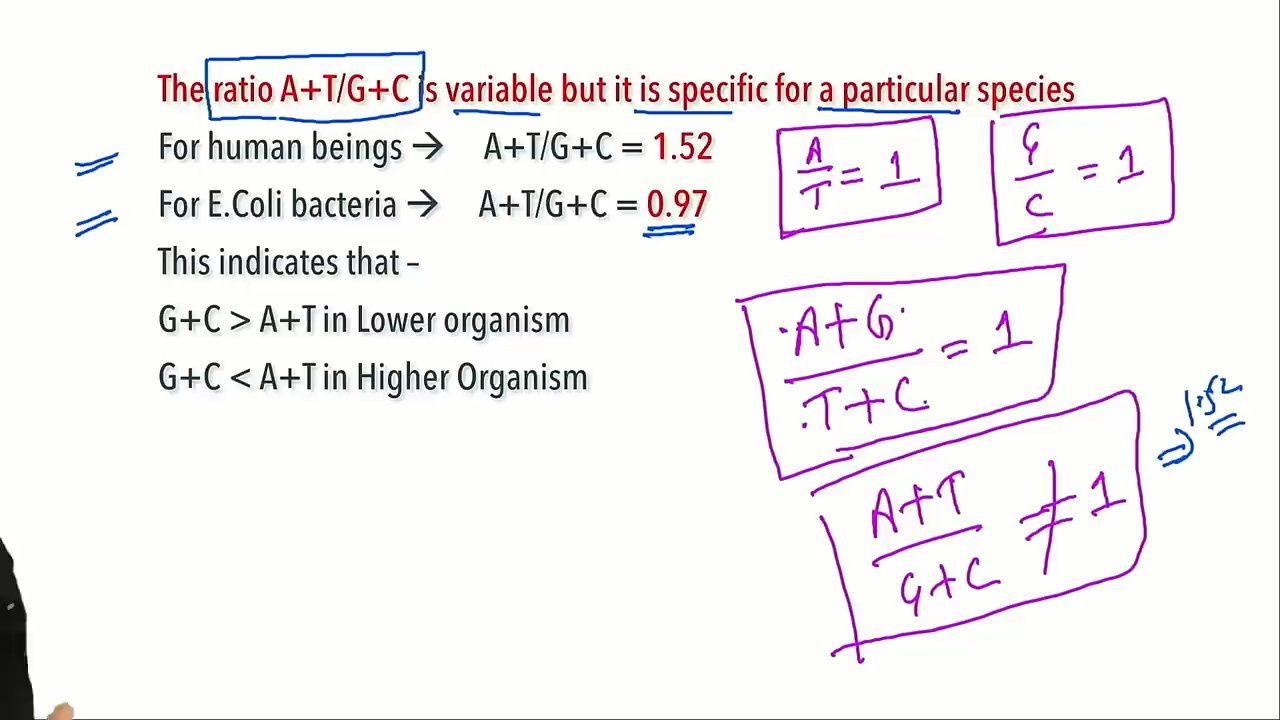 The ratio A+T/G+C is variable but it is specific for a particular species
For human beings → A+T/G+C = 1.52
For E.Coli bacteria → A+T/G+C = 0.97
This indicates that –
G+C > A+T in Lower organism
G+C < A+T in Higher Organism
A/T = 1
G/C = 1
A+G/T+C = 1
⇒ 1.52
A+T/G+C ≠ 1